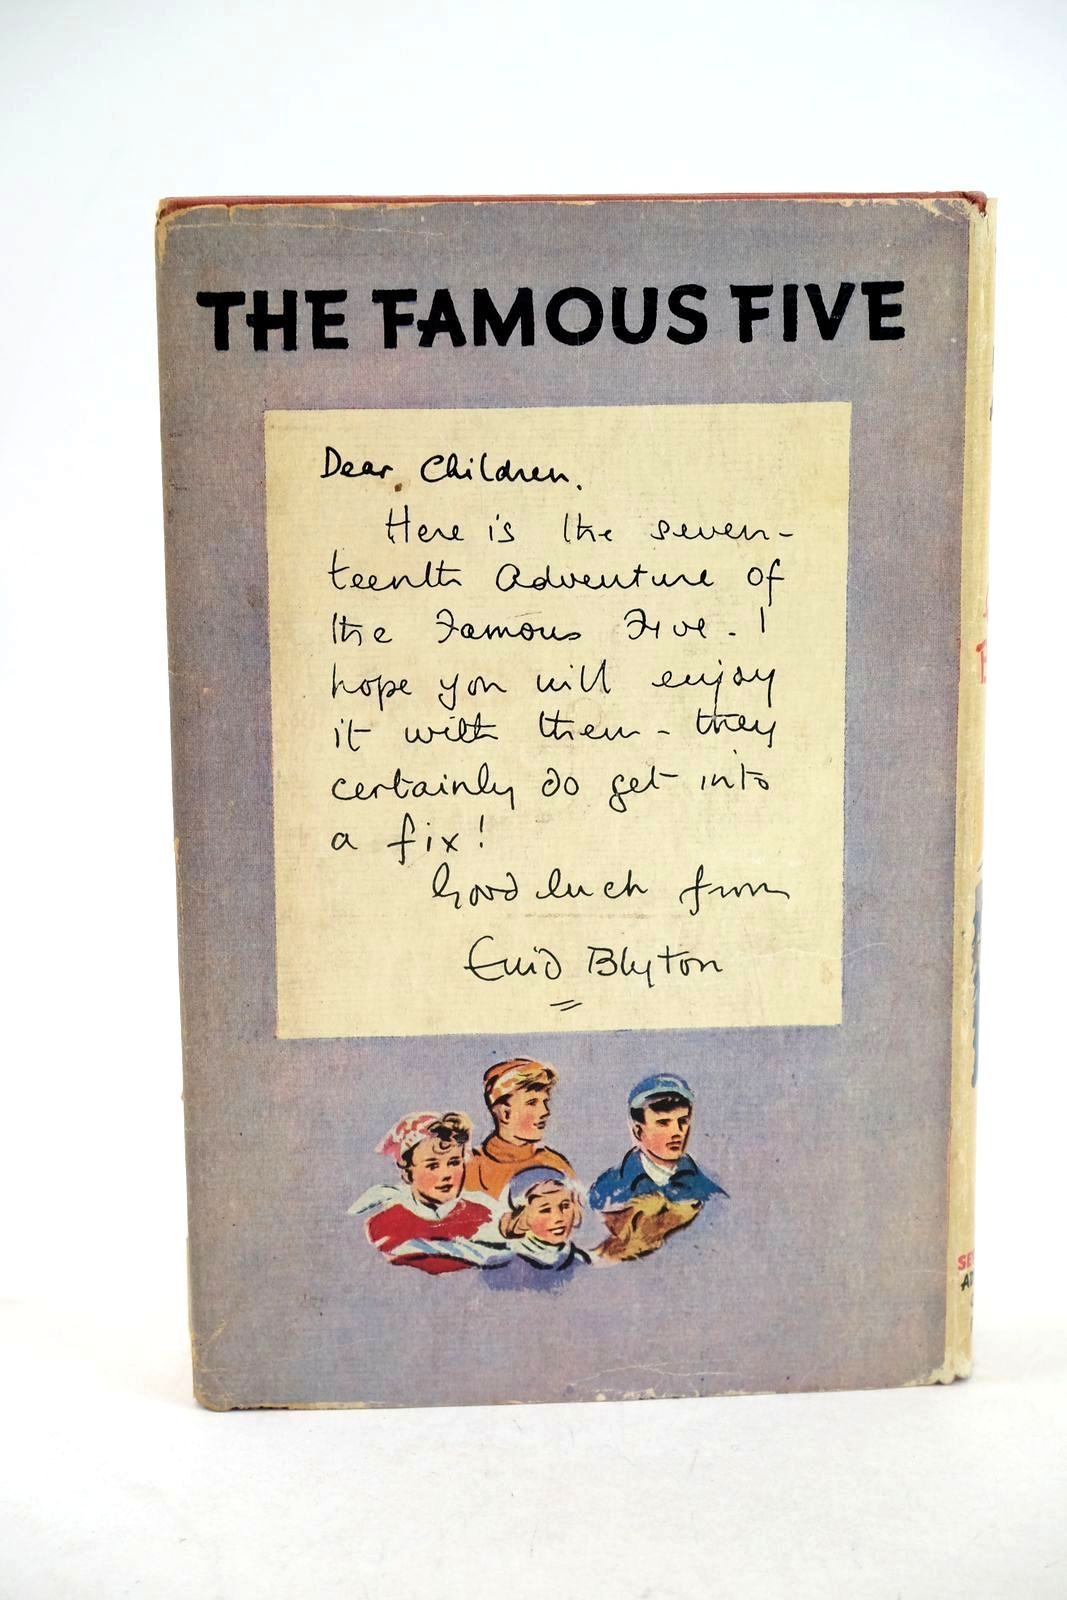 THE FAMOUS FIVE
Dear Children.
Here is the seven-
teenth Adventure of
the Famous Five. I
hope you will enjoy
it with them - they
certainly do get into
a fix!
Good luck from
Enid Blyton